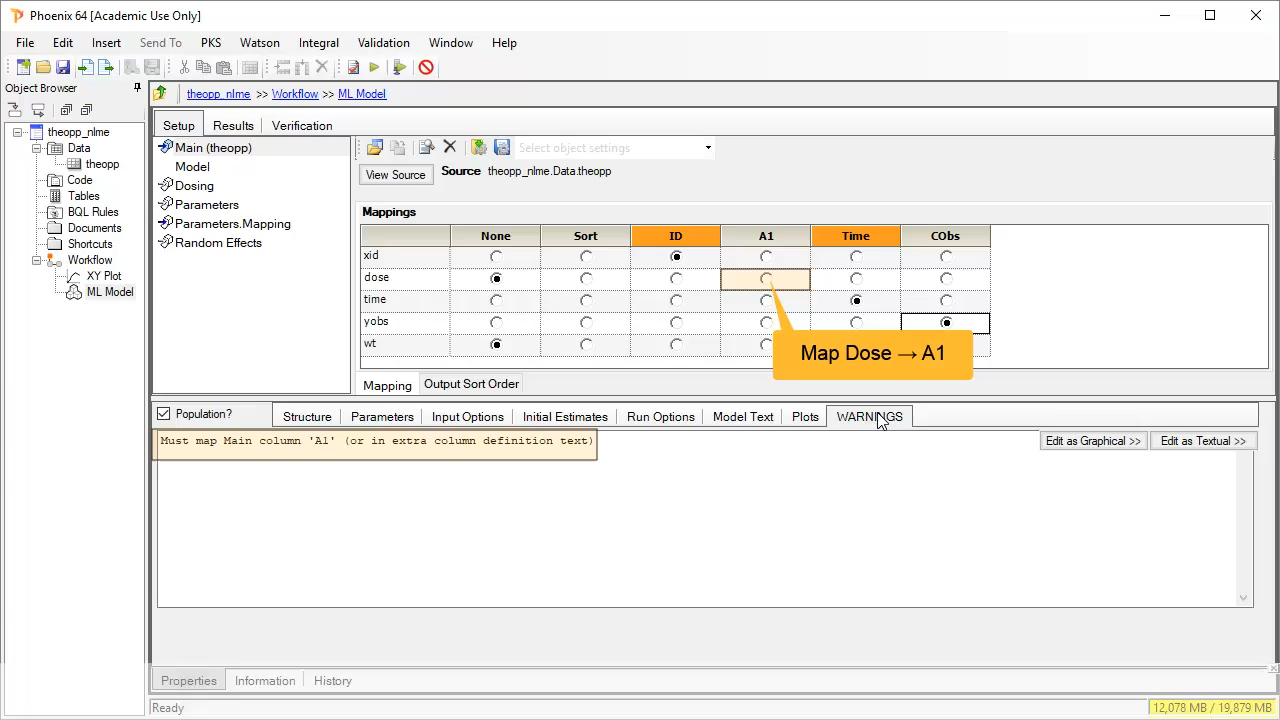 Phoenix 64 [Academic Use Only]
File Edit Insert Send To PKS Watson Integral Validation Window Help
Object Browser
theopp_nlme >> Workflow >> ML Model
theopp_nlme
Data
theopp
Code
Tables
BQL Rules
Documents
Shortcuts
Workflow
XY Plot
ML Model
Setup Results Verification
Main (theopp)
Model
Dosing
Parameters
Parameters.Mapping
Random Effects
Select object settings
View Source Source theopp_nlme.Data.theopp
Mappings
None Sort ID A1 Time CObs
xid
dose
time
yobs
wt
Map Dose → A1
Mapping Output Sort Order
Population? Structure Parameters Input Options Initial Estimates Run Options Model Text Plots WARNINGS
Must map Main column 'A1' (or in extra column definition text)
Edit as Graphical >> Edit as Textual >>
Properties Information History
Ready 12,078 MB / 19,879 MB